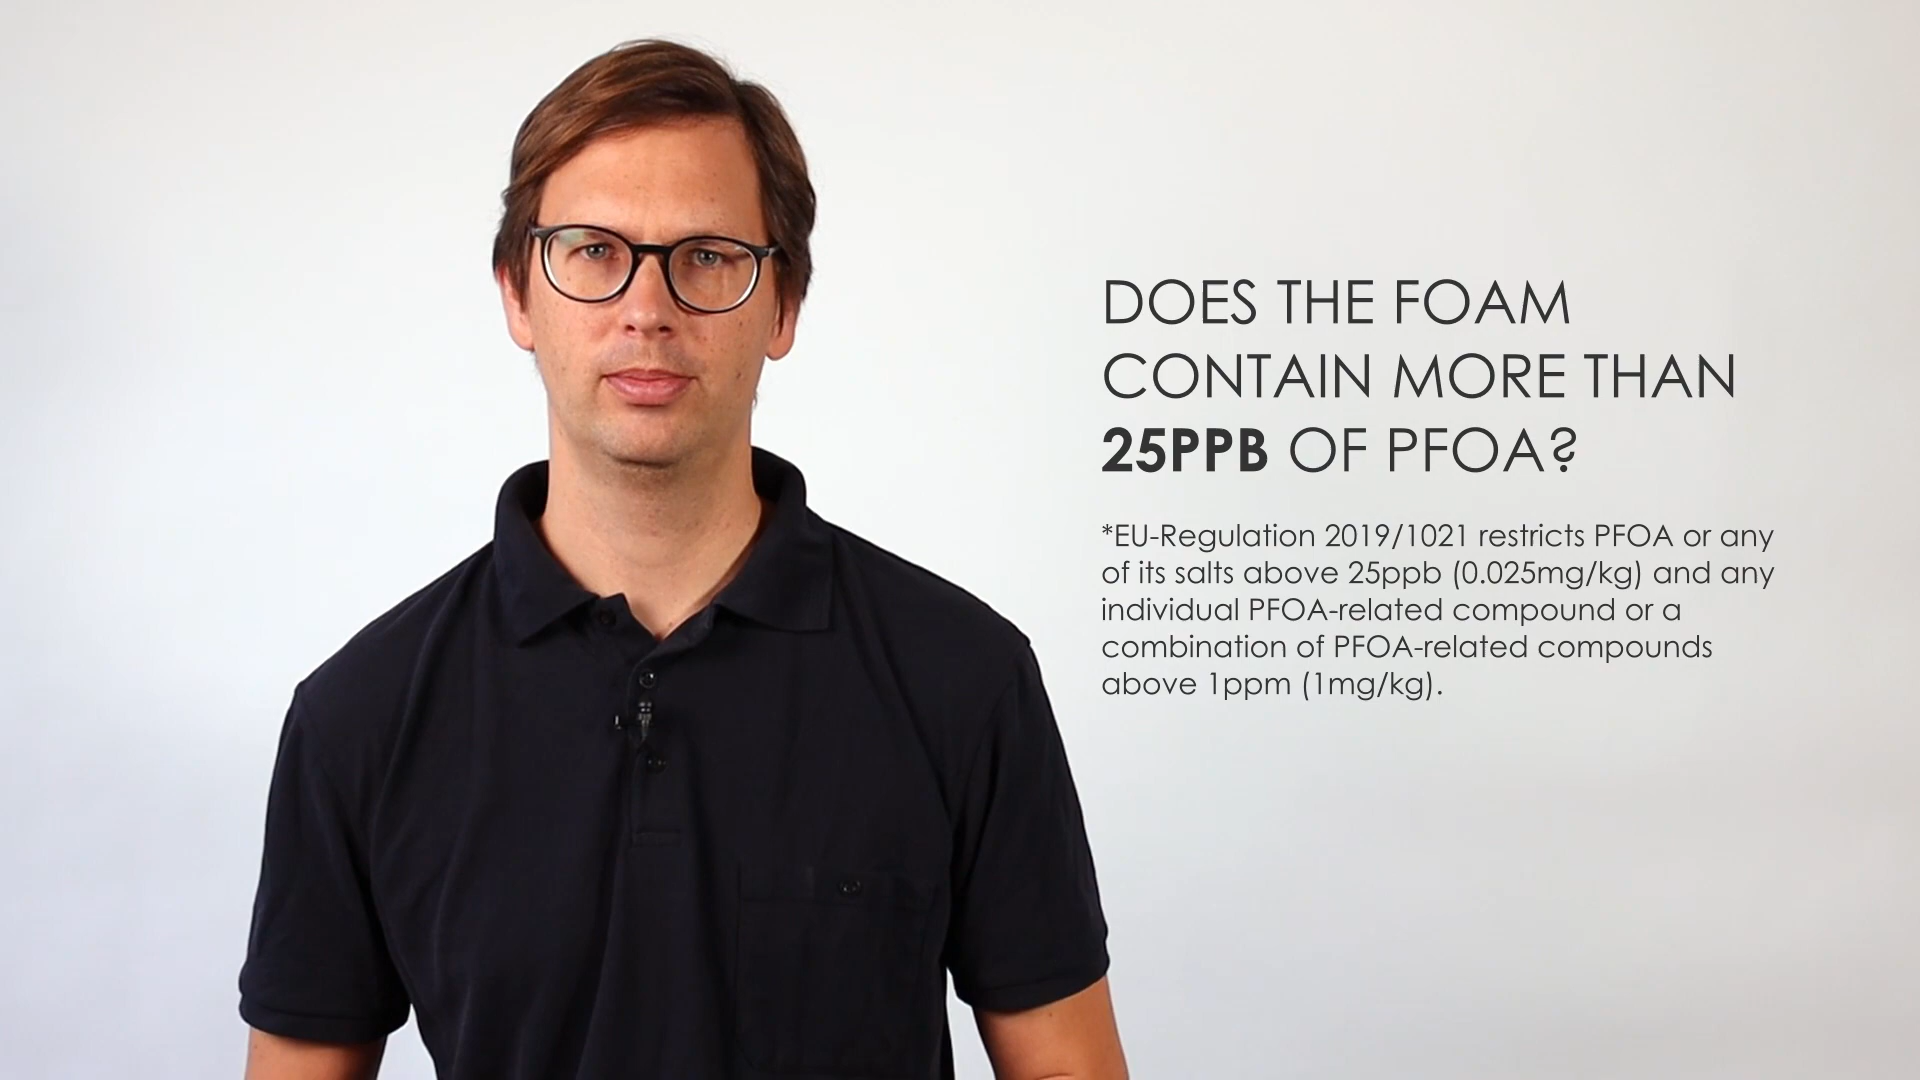 DOES THE FOAM
CONTAIN MORE THAN
25PPB OF PFOA?
*EU-Regulation 2019/1021 restricts PFOA or any
of its salts above 25ppb (0.025mg/kg) and any
individual PFOA-related compound or a
combination of PFOA-related compounds
above 1ppm (1mg/kg).